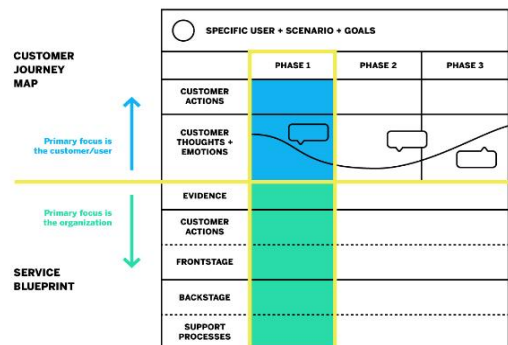 SPECIFIC USER + SCENARIO + GOALS
CUSTOMER
JOURNEY
MAP
PHASE 1
PHASE 2
PHASE 3
CUSTOMER
ACTIONS
Primary focus is
the customer/user
CUSTOMER
THOUGHTS +
EMOTIONS
EVIDENCE
Primary focus is
the organization
CUSTOMER
ACTIONS
FRONTSTAGE
SERVICE
BLUEPRINT
BACKSTAGE
SUPPORT
PROCESSES